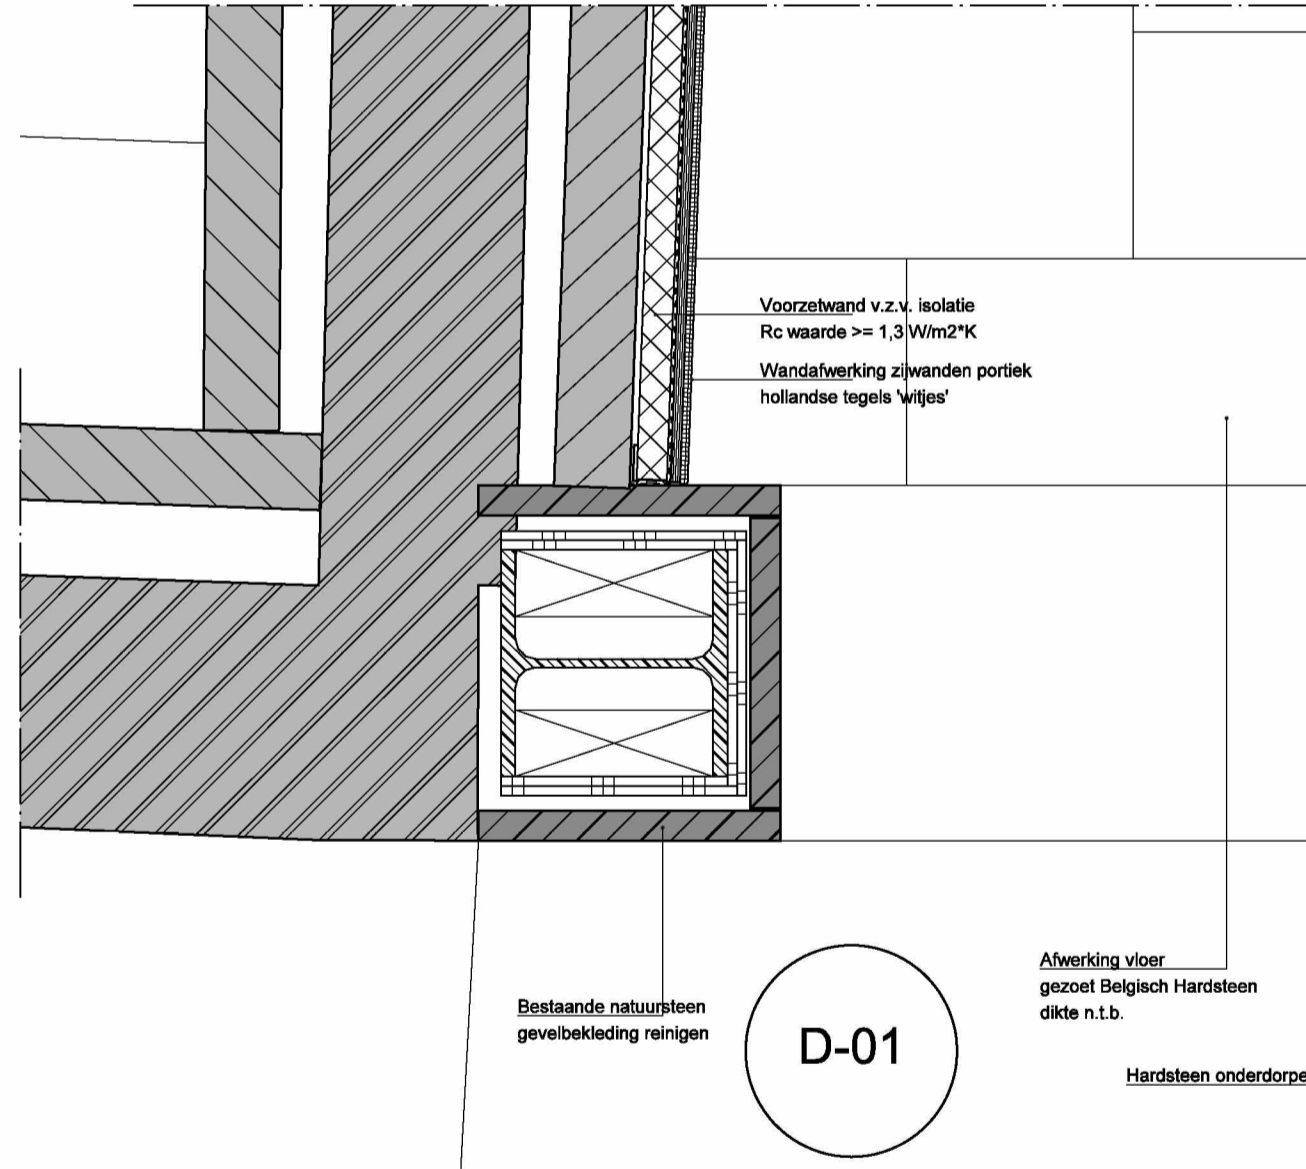 Voorzetwand v.z.v. isolatie
Rc waarde >= 1,3 W/m2*K
Wandafwerking zijwanden portiek
hollandse tegels 'witjes'
Bestaande natuursteen
gevelbekleding reinigen
D-01
Afwerking vloer
gezoet Belgisch Hardsteen
dikte n.t.b.
Hardsteen onderdorpe